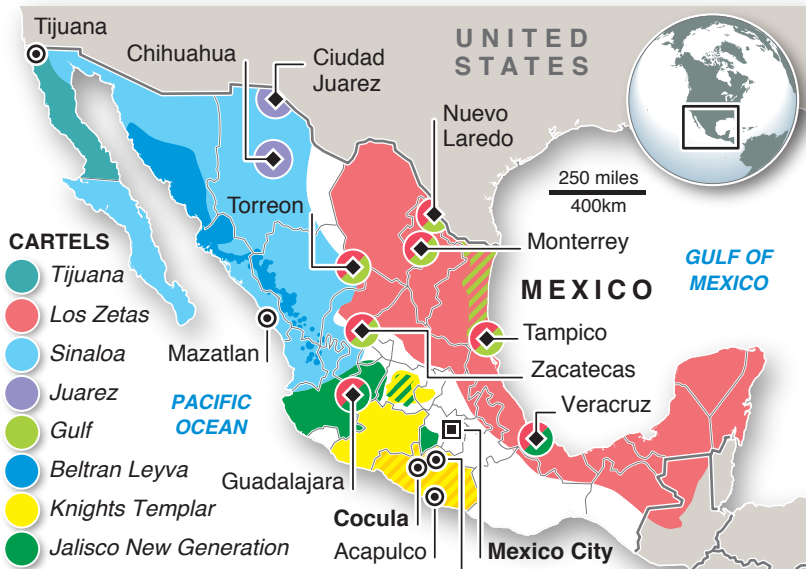 Tijuana
Chihuahua
Ciudad
Juarez
UNITED
STATES
Nuevo
Laredo
250 miles
400km
Torreon
Monterrey
GULF OF
MEXICO
CARTELS
Tijuana
Los Zetas
Sinaloa
Juarez
Gulf
Beltran Leyva
Knights Templar
Jalisco New Generation
MEXICO
Tampico
Mazatlan
Zacatecas
PACIFIC
OCEAN
Veracruz
Guadalajara
Cocula
Acapulco
Mexico City